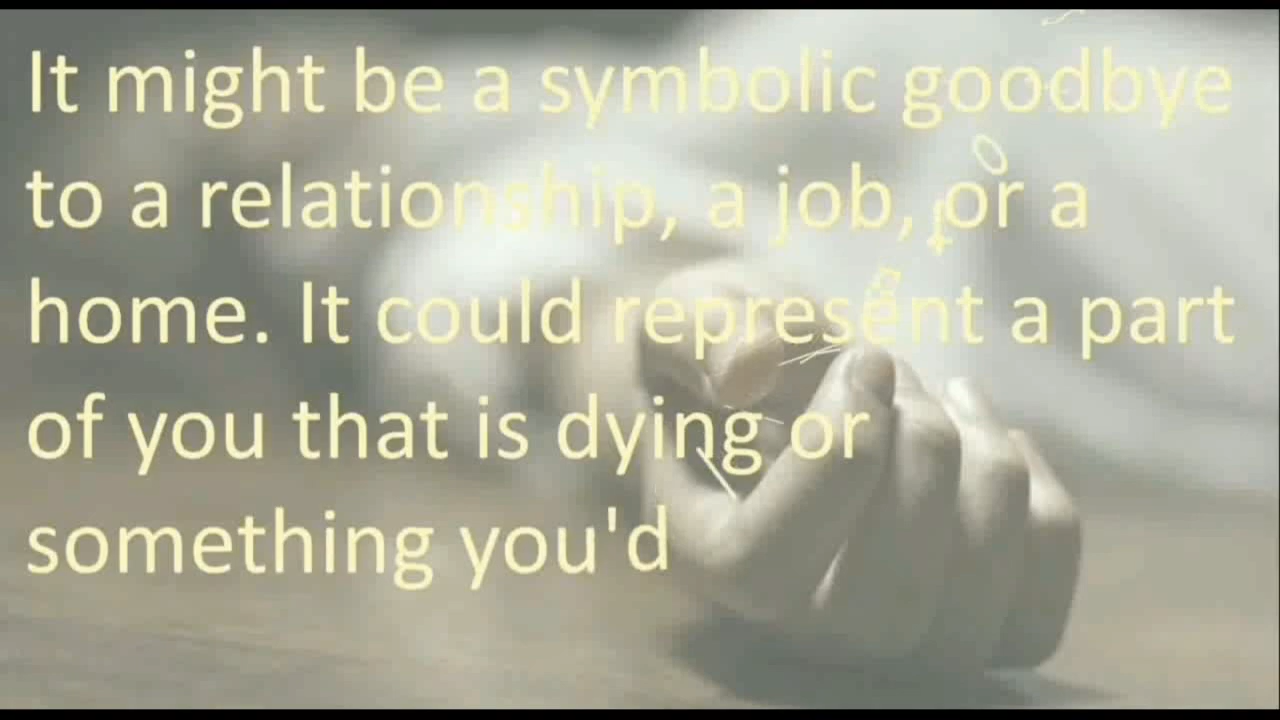 It might be a symbolic goodbye
to a relationship, a job, or a
home. It could represent a part
of you that is dying or
something you'd